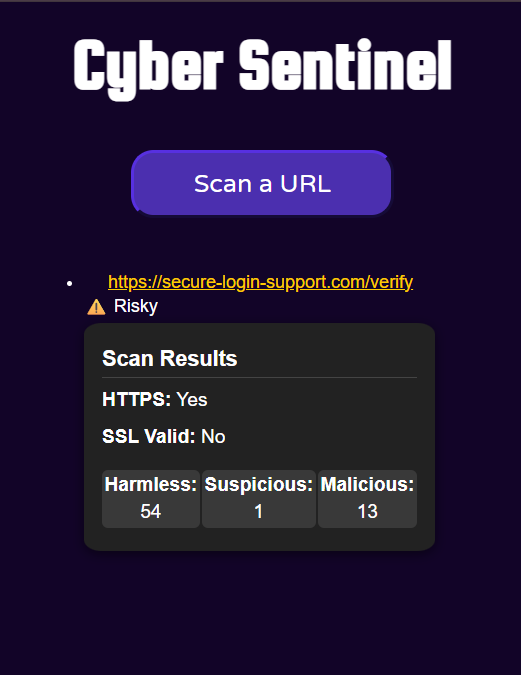 Cyber Sentinel
Scan a URL
https://secure-login-support.com/verify
Risky
Scan Results
HTTPS: Yes
SSL Valid: No
Harmless: Suspicious: Malicious:
54 1 13